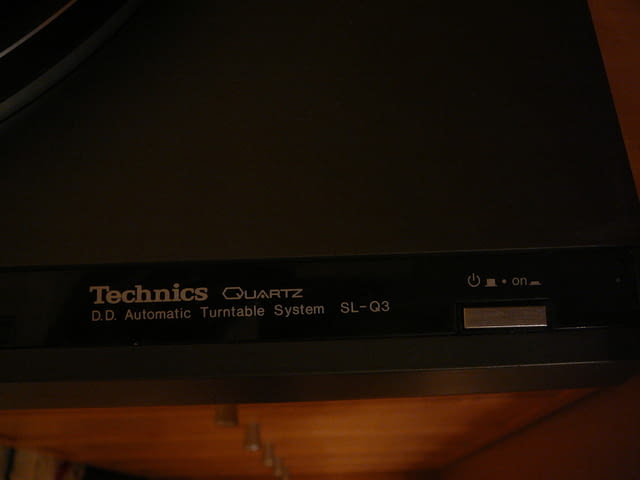 Technics QUARTZ
D.D. Automatic Turntable System SL-Q3
on